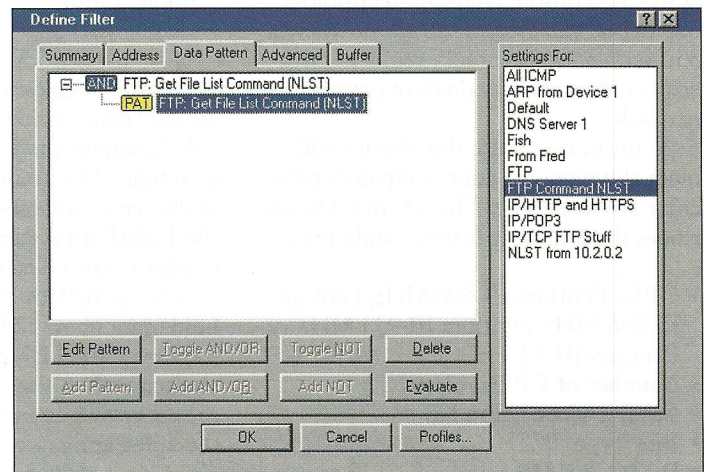 Define Filter
? X
Summary Address Data Pattern Advanced Buffer
AND FTP: Get File List Command (NLST)
PAT FTP: Get File List Command (NLST)
Settings For:
All ICMP
ARP from Device 1
Default
DNS Server 1
Fish
From Fred
FTP
FTP Command NLST
IP/HTTP and HTTPS
IP/POP3
IP/TCP FTP Stuff
NLST from 10.2.0.2
Edit Pattern Toggle AND/OR Toggle NOT Delete
Add Pattern Add AND/OR Add NOT Evaluate
OK Cancel Profiles...